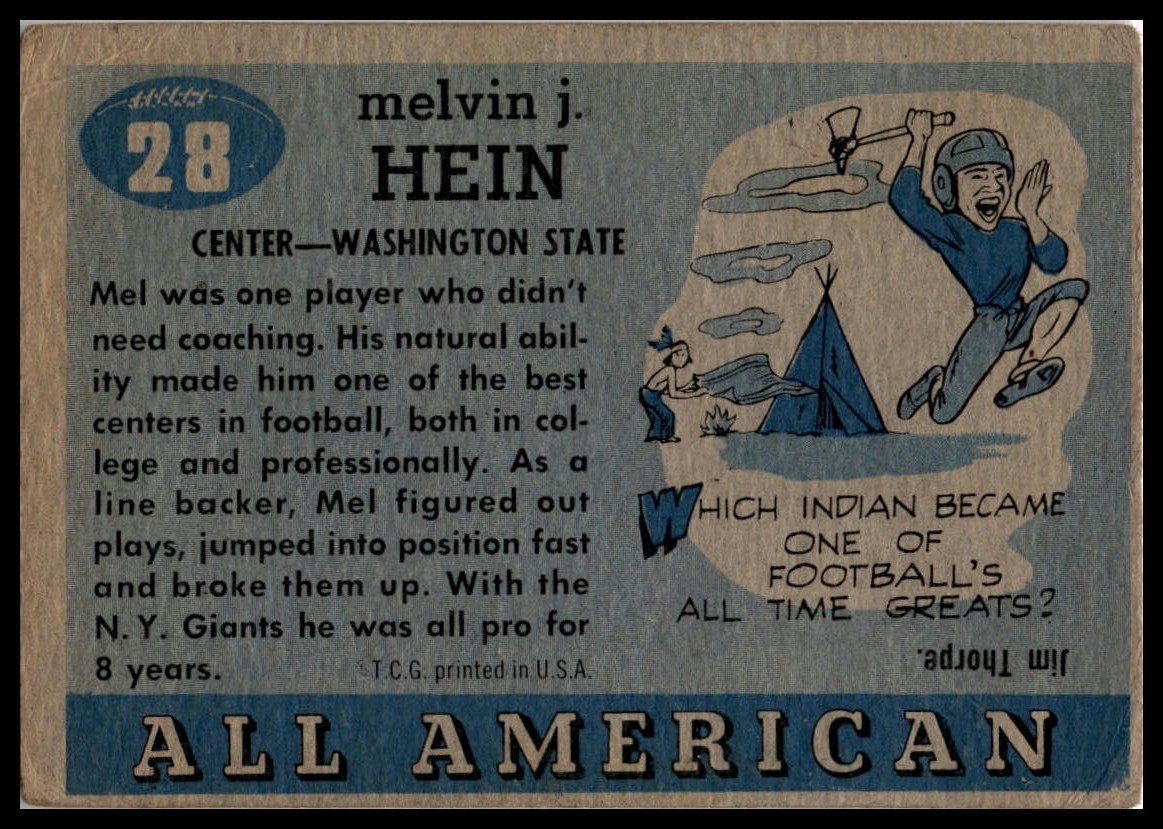 28
melvin j.
HEIN
CENTER—WASHINGTON STATE
Mel was one player who didn't
need coaching. His natural abil-
ity made him one of the best
centers in football, both in col-
lege and professionally. As a
line backer, Mel figured out
plays, jumped into position fast
and broke them up. With the
N. Y. Giants he was all pro for
8 years.
T.C.G. printed in U.S.A.
WHICH INDIAN BECAME
ONE OF
FOOTBALL'S
ALL TIME GREATS?
Jim Thorpe.
ALL AMERICAN